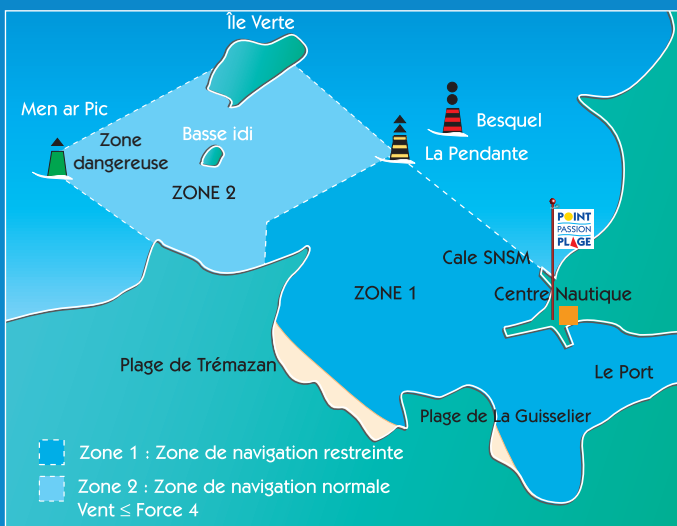 Île Verte
Men ar Pic
Zone
dangereuse
Basse idi
Besquel
La Pendante
ZONE 2
POINT
PASSION
PLAGE
Cale SNSM
Centre Nautique
ZONE 1
Plage de Trémazan
Le Port
Plage de La Guisselier
Zone 1 : Zone de navigation restreinte
Zone 2 : Zone de navigation normale
Vent ≤ Force 4